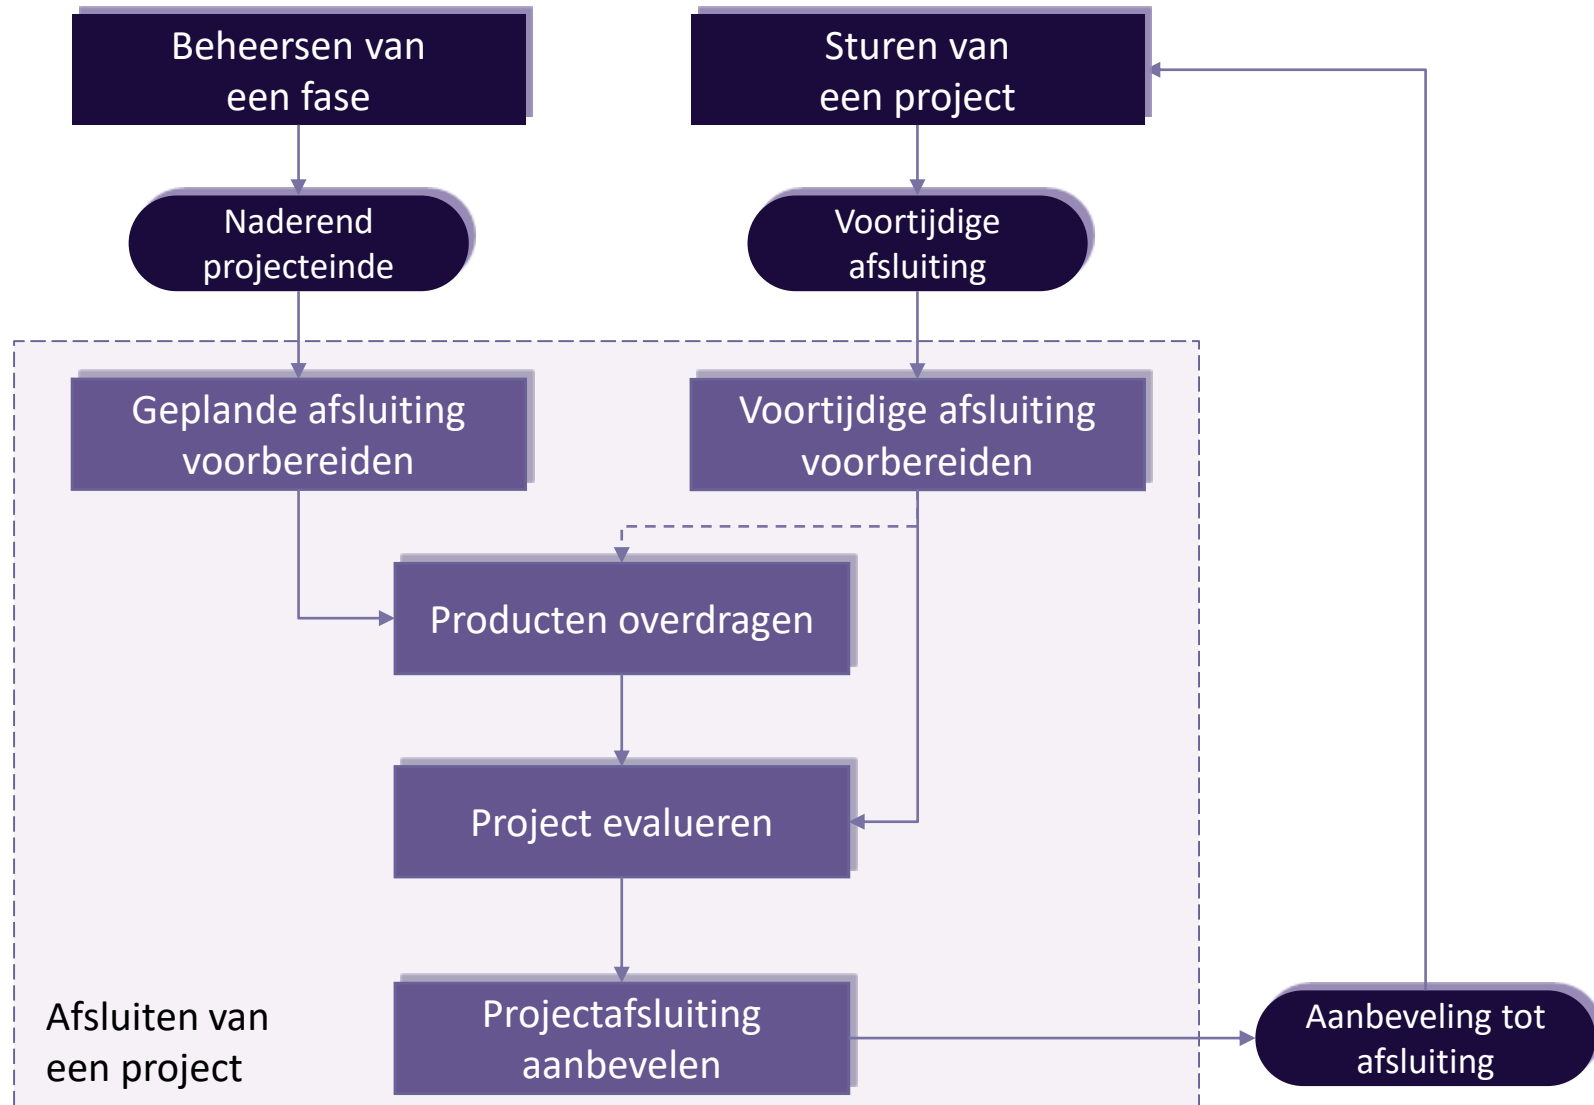 Beheersen van
een fase
Sturen van
een project
Naderend
projecteinde
Voortijdige
afsluiting
Geplande afsluiting
voorbereiden
Voortijdige afsluiting
voorbereiden
Producten overdragen
Project evalueren
Afsluiten van
een project
Projectafsluiting
aanbevelen
Aanbeveling tot
afsluiting